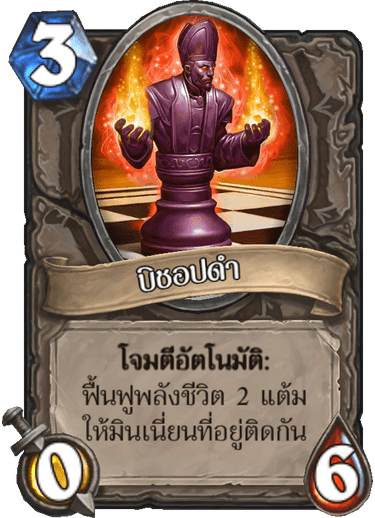 3
บิชอปดำ
โจมตีอัตโนมัติ:
ฟื้นฟูพลังชีวิต 2 แต้ม
ให้มินเนี่ยนที่อยู่ติดกัน
0
6